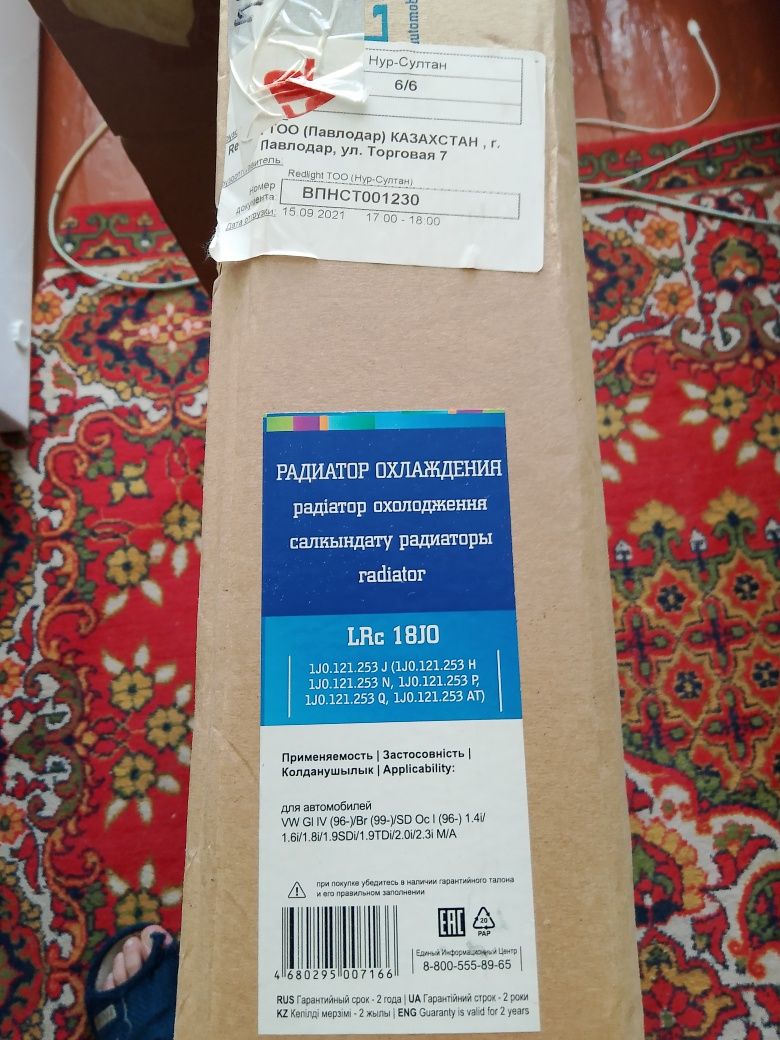 Нур-Султан
6/6
ТОО (Павлодар) КАЗАХСТАН , г.
Павлодар, ул. Торговая 7
Redlight ТОО (Нур-Султан)
Номер
документа:
ВПНСТ001230
Дата отгрузки: 15.09.2021 17:00 - 18:00
РАДИАТОР ОХЛАЖДЕНИЯ
радіатор охолодження
салкындату радиаторы
radiator
LRc 18J0
1J0.121.253 J (1J0.121.253 H
1J0.121.253 N, 1J0.121.253 P,
1J0.121.253 Q, 1J0.121.253 AT)
Применяемость | Застосовність |
Колданушылык | Applicability:
для автомобилей
VW Gl IV (96-)/Br (99-)/SD Oc I (96-) 1.4i/
1.6i/1.8i/1.9SDi/1.9TDi/2.0i/2.3i M/A
при покупке убедитесь в наличии гарантийного талона
и его правильном заполнении
EAC
20
PAP
4 680295 007166
Единый Информационный Центр
8-800-555-89-65
RUS Гарантийный срок - 2 года | UA Гарантійний строк - 2 роки
KZ Кепілді мерзімі - 2 жылы | ENG Guaranty is valid for 2 years